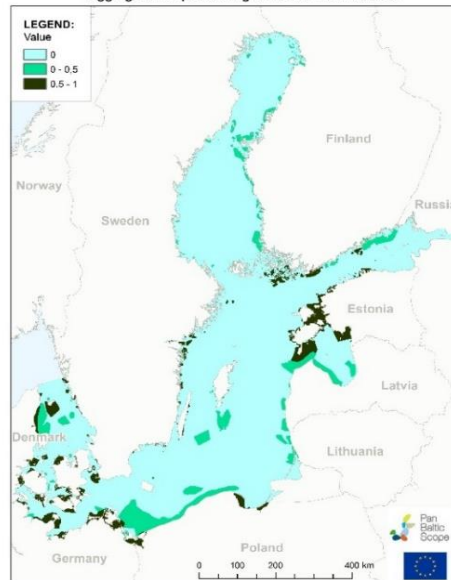 LEGEND:
Value
0
0 - 0,5
0.5 - 1
Finland
Norway
Sweden
Russia
Estonia
Latvia
Denmark
Lithuania
Germany
Poland
0 100 200 400 km
Pan
Baltic
Scope